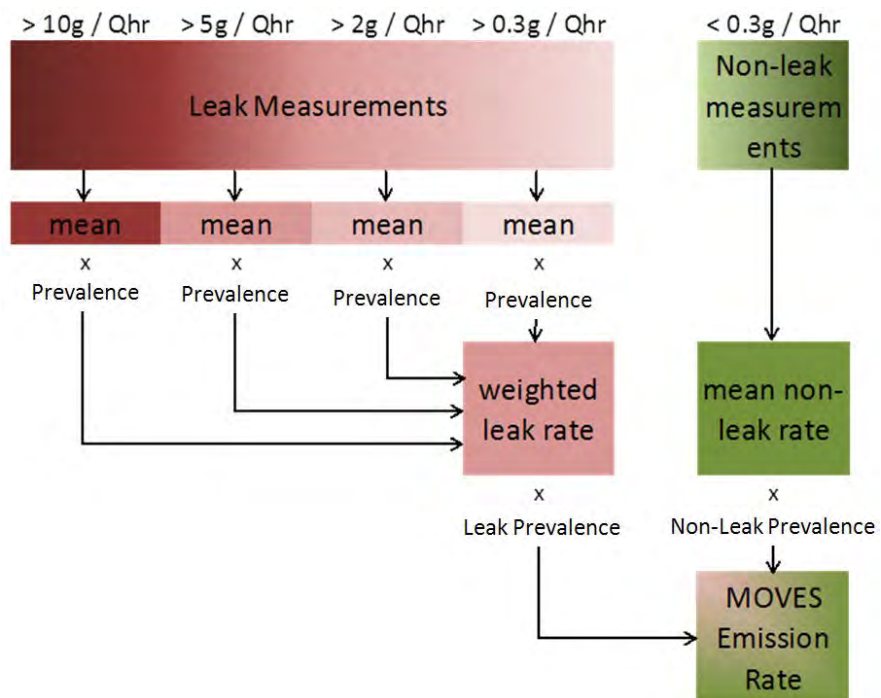 > 10g / Qhr > 5g / Qhr > 2g / Qhr > 0.3g / Qhr < 0.3g / Qhr
Leak Measurements
Non-leak
measurem
ents
mean mean mean mean
x x x x
Prevalence Prevalence Prevalence Prevalence
weighted
leak rate
mean non-
leak rate
x x
Leak Prevalence Non-Leak Prevalence
MOVES
Emission
Rate